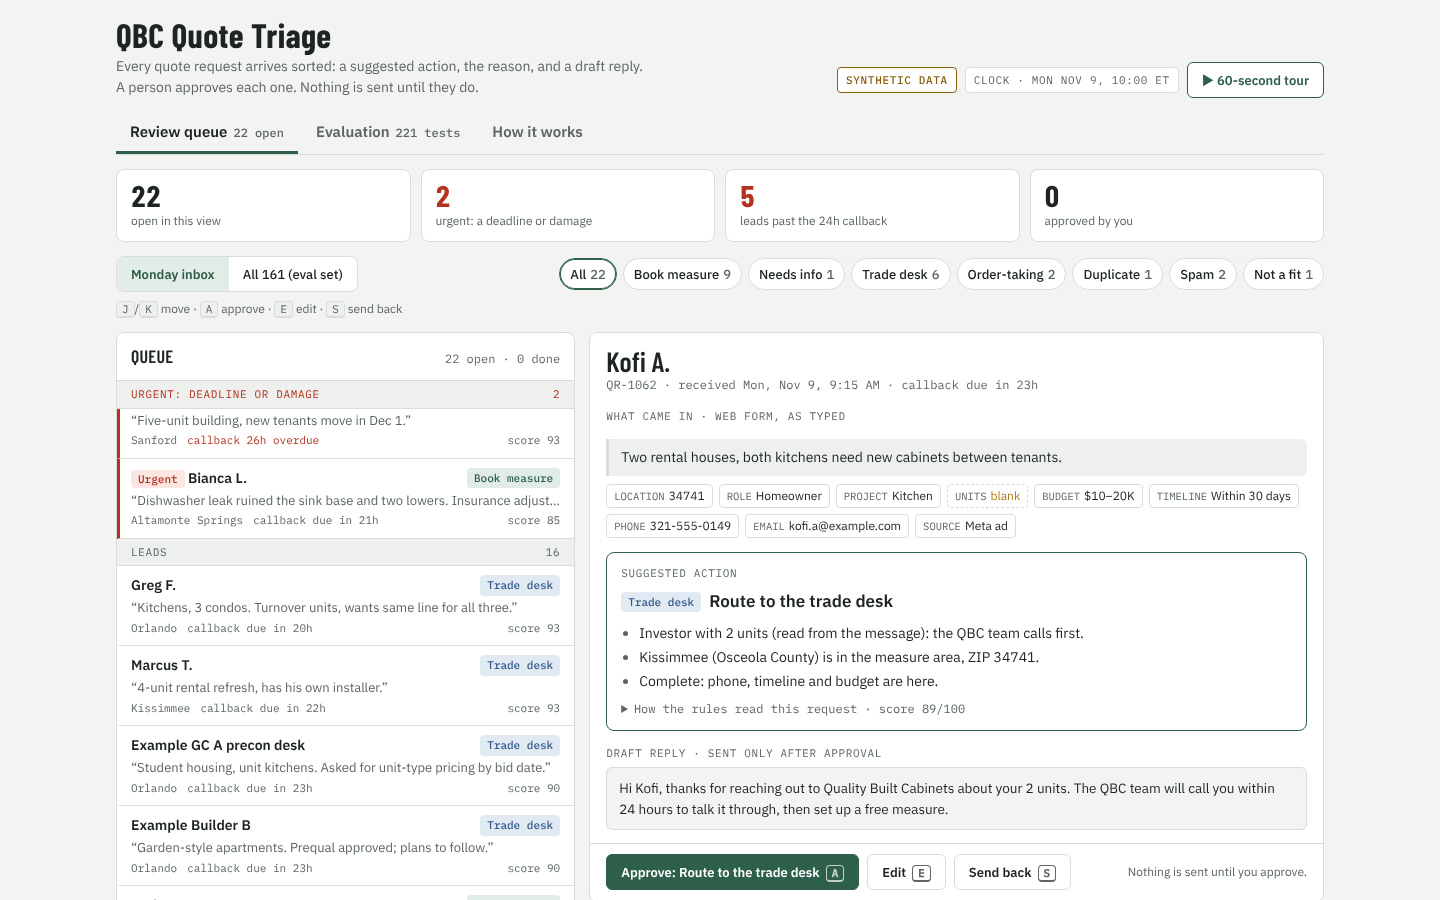 QBC Quote Triage
Every quote request arrives sorted: a suggested action, the reason, and a draft reply.
A person approves each one. Nothing is sent until they do.
SYNTHETIC DATA
CLOCK · MON NOV 9, 10:00 ET
▶ 60-second tour
Review queue 22 open
Evaluation 221 tests
How it works
22
open in this view
2
urgent: a deadline or damage
5
leads past the 24h callback
0
approved by you
Monday inbox
All 161 (eval set)
All 22
Book measure 9
Needs info 1
Trade desk 6
Order-taking 2
Duplicate 1
Spam 2
Not a fit 1
J / K move · A approve · E edit · S send back
QUEUE
22 open · 0 done
URGENT: DEADLINE OR DAMAGE 2
“Five-unit building, new tenants move in Dec 1.”
Sanford callback 26h overdue score 93
Urgent Bianca L. Book measure
“Dishwasher leak ruined the sink base and two lowers. Insurance adjust…
Altamonte Springs callback due in 21h score 85
LEADS 16
Greg F. Trade desk
“Kitchens, 3 condos. Turnover units, wants same line for all three.”
Orlando callback due in 20h score 93
Marcus T. Trade desk
“4-unit rental refresh, has his own installer.”
Kissimmee callback due in 22h score 93
Example GC A precon desk Trade desk
“Student housing, unit kitchens. Asked for unit-type pricing by bid date.”
Orlando callback due in 23h score 90
Example Builder B Trade desk
“Garden-style apartments. Prequal approved; plans to follow.”
Orlando callback due in 23h score 90
Kofi A.
QR-1062 · received Mon, Nov 9, 9:15 AM · callback due in 23h
WHAT CAME IN · WEB FORM, AS TYPED
Two rental houses, both kitchens need new cabinets between tenants.
LOCATION 34741
ROLE Homeowner
PROJECT Kitchen
UNITS blank
BUDGET $10–20K
TIMELINE Within 30 days
PHONE 321-555-0149
EMAIL kofi.a@example.com
SOURCE Meta ad
SUGGESTED ACTION
Trade desk Route to the trade desk
• Investor with 2 units (read from the message): the QBC team calls first.
• Kissimmee (Osceola County) is in the measure area, ZIP 34741.
• Complete: phone, timeline and budget are here.
▶ How the rules read this request · score 89/100
DRAFT REPLY · SENT ONLY AFTER APPROVAL
Hi Kofi, thanks for reaching out to Quality Built Cabinets about your 2 units. The QBC team will call you within
24 hours to talk it through, then set up a free measure.
Approve: Route to the trade desk A
Edit E
Send back S
Nothing is sent until you approve.